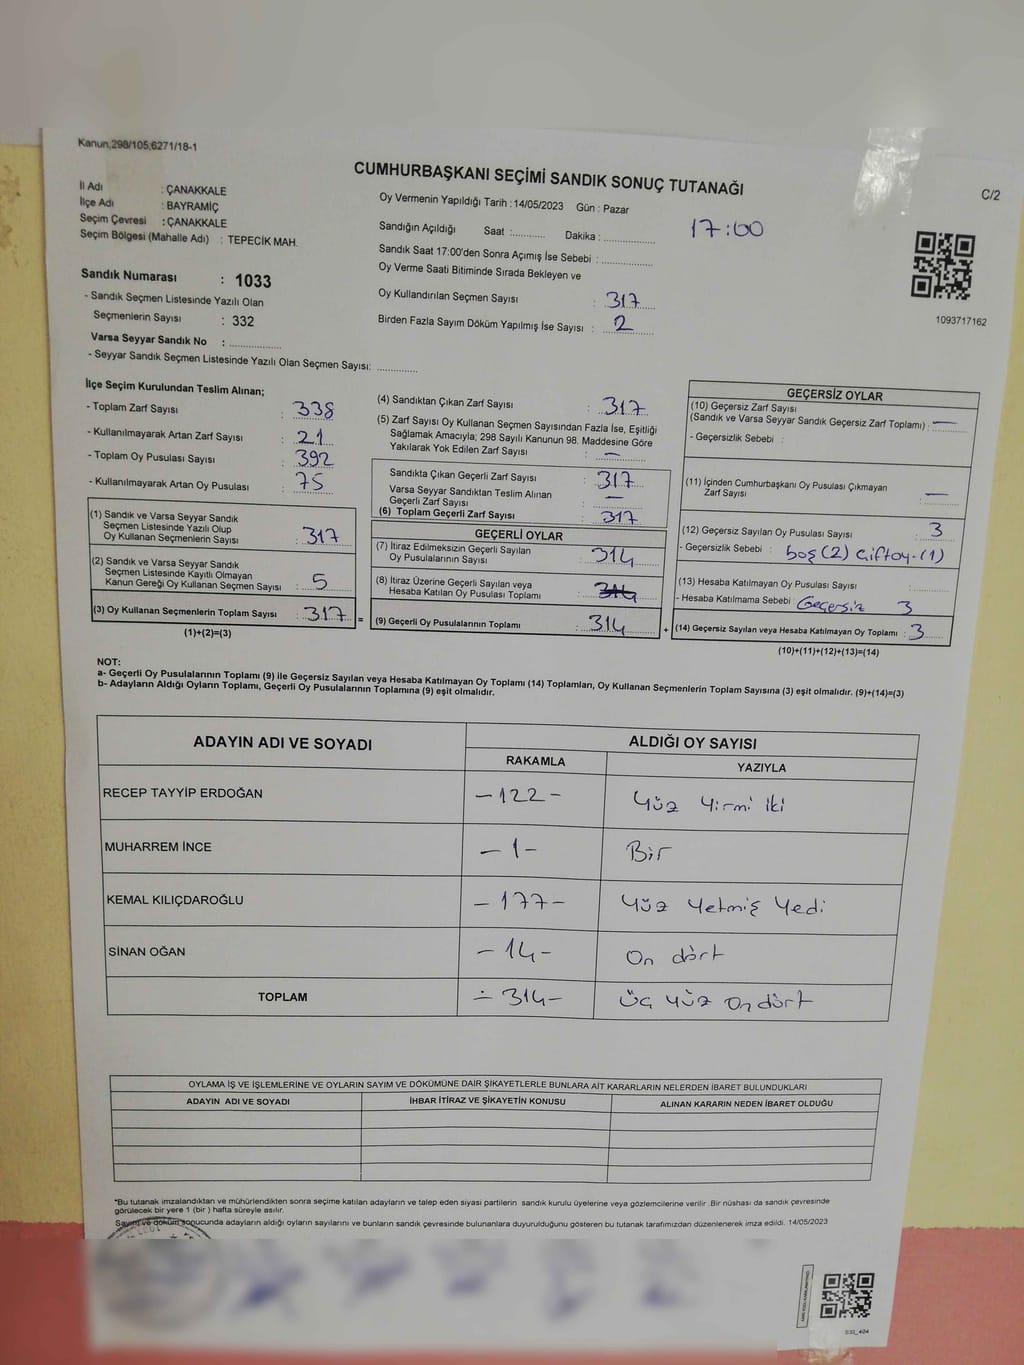 Kanun,298/105,6271/18-1
CUMHURBAŞKANI SEÇİMİ SANDIK SONUÇ TUTANAĞI
C/2
İl Adı : ÇANAKKALE
İlçe Adı : BAYRAMİÇ
Seçim Çevresi : ÇANAKKALE
Seçim Bölgesi (Mahalle Adı) : TEPECİK MAH.
Oy Vermenin Yapıldığı Tarih :14/05/2023 Gün : Pazar
Sandığın Açıldığı Saat :........... Dakika : ................ 17:00
Sandık Saat 17:00'den Sonra Açımış İse Sebebi : ................
Oy Verme Saati Bitiminde Sırada Bekleyen ve
Oy Kullandırılan Seçmen Sayısı : 317
Birden Fazla Sayım Döküm Yapılmış İse Sayısı : 2
1093717162
Sandık Numarası : 1033
- Sandık Seçmen Listesinde Yazılı Olan
Seçmenlerin Sayısı : 332
Varsa Seyyar Sandık No : ................
- Seyyar Sandık Seçmen Listesinde Yazılı Olan Seçmen Sayısı: .............
İlçe Seçim Kurulundan Teslim Alınan;
- Toplam Zarf Sayısı : 338
- Kullanılmayarak Artan Zarf Sayısı : 21
- Toplam Oy Pusulası Sayısı : 392
- Kullanılmayarak Artan Oy Pusulası : 75
(1) Sandık ve Varsa Seyyar Sandık
Seçmen Listesinde Yazılı Olup
Oy Kullanan Seçmenlerin Sayısı : 317
(2) Sandık ve Varsa Seyyar Sandık
Seçmen Listesinde Kayıtlı Olmayan
Kanun Gereği Oy Kullanan Seçmen Sayısı : 5
(3) Oy Kullanan Seçmenlerin Toplam Sayısı : 317 =
(1)+(2)=(3)
(4) Sandıktan Çıkan Zarf Sayısı : 317
(5) Zarf Sayısı Oy Kullanan Seçmen Sayısından Fazla İse, Eşitliği
Sağlamak Amacıyla; 298 Sayılı Kanunun 98. Maddesine Göre
Yakılarak Yok Edilen Zarf Sayısı : —
Sandıkta Çıkan Geçerli Zarf Sayısı : 317
Varsa Seyyar Sandıktan Teslim Alınan
Geçerli Zarf Sayısı : —
(6) Toplam Geçerli Zarf Sayısı : 317
GEÇERLİ OYLAR
(7) İtiraz Edilmeksizin Geçerli Sayılan
Oy Pusulalarının Sayısı : 314
(8) İtiraz Üzerine Geçerli Sayılan veya
Hesaba Katılan Oy Pusulası Toplamı : 314
(9) Geçerli Oy Pusulalarının Toplamı : 314 +
GEÇERSİZ OYLAR
(10) Geçersiz Zarf Sayısı
(Sandık ve Varsa Seyyar Sandık Geçersiz Zarf Toplamı) : —
- Geçersizlik Sebebi :
(11) İçinden Cumhurbaşkanı Oy Pusulası Çıkmayan
Zarf Sayısı : —
(12) Geçersiz Sayılan Oy Pusulası Sayısı : 3
- Geçersizlik Sebebi : boş(2) çiftoy.(1)
(13) Hesaba Katılmayan Oy Pusulası Sayısı :
- Hesaba Katılmama Sebebi : Geçersiz 3
(14) Geçersiz Sayılan veya Hesaba Katılmayan Oy Toplamı : 3
(10)+(11)+(12)+(13)=(14)
NOT:
a- Geçerli Oy Pusulalarının Toplamı (9) ile Geçersiz Sayılan veya Hesaba Katılmayan Oy Toplamı (14) Toplamları, Oy Kullanan Seçmenlerin Toplam Sayısına (3) eşit olmalıdır. (9)+(14)=(3)
b- Adayların Aldığı Oyların Toplamı, Geçerli Oy Pusulalarının Toplamına (9) eşit olmalıdır.
ADAYIN ADI VE SOYADI
ALDIĞI OY SAYISI
RAKAMLA YAZIYLA
RECEP TAYYİP ERDOĞAN -122- Yüz Yirmi iki
MUHARREM İNCE -1- Bir
KEMAL KILIÇDAROĞLU -177- Yüz Yetmiş Yedi
SİNAN OĞAN -14- On dört
TOPLAM -314- üç yüz On dört
OYLAMA İŞ VE İŞLEMLERİNE VE OYLARIN SAYIM VE DÖKÜMÜNE DAİR ŞİKAYETLERLE BUNLARA AİT KARARLARIN NELERDEN İBARET BULUNDUKLARI
ADAYIN ADI VE SOYADI İHBAR İTİRAZ VE ŞİKAYETİN KONUSU ALINAN KARARIN NEDEN İBARET OLDUĞU
*Bu tutanak imzalandıktan ve mühürlendikten sonra seçime katılan adayların ve talep eden siyasi partilerin sandık kurulu üyelerine veya gözlemcilerine verilir .Bir nüshası da sandık çevresinde
görülecek bir yere 1 (bir ) hafta süreyle asılır.
Sayım ve döküm sonucunda adayların aldığı oyların sayılarını ve bunların sandık çevresinde bulunanlara duyurulduğunu gösteren bu tutanak tarafımızdan düzenlenerek imza edildi. 14/05/2023